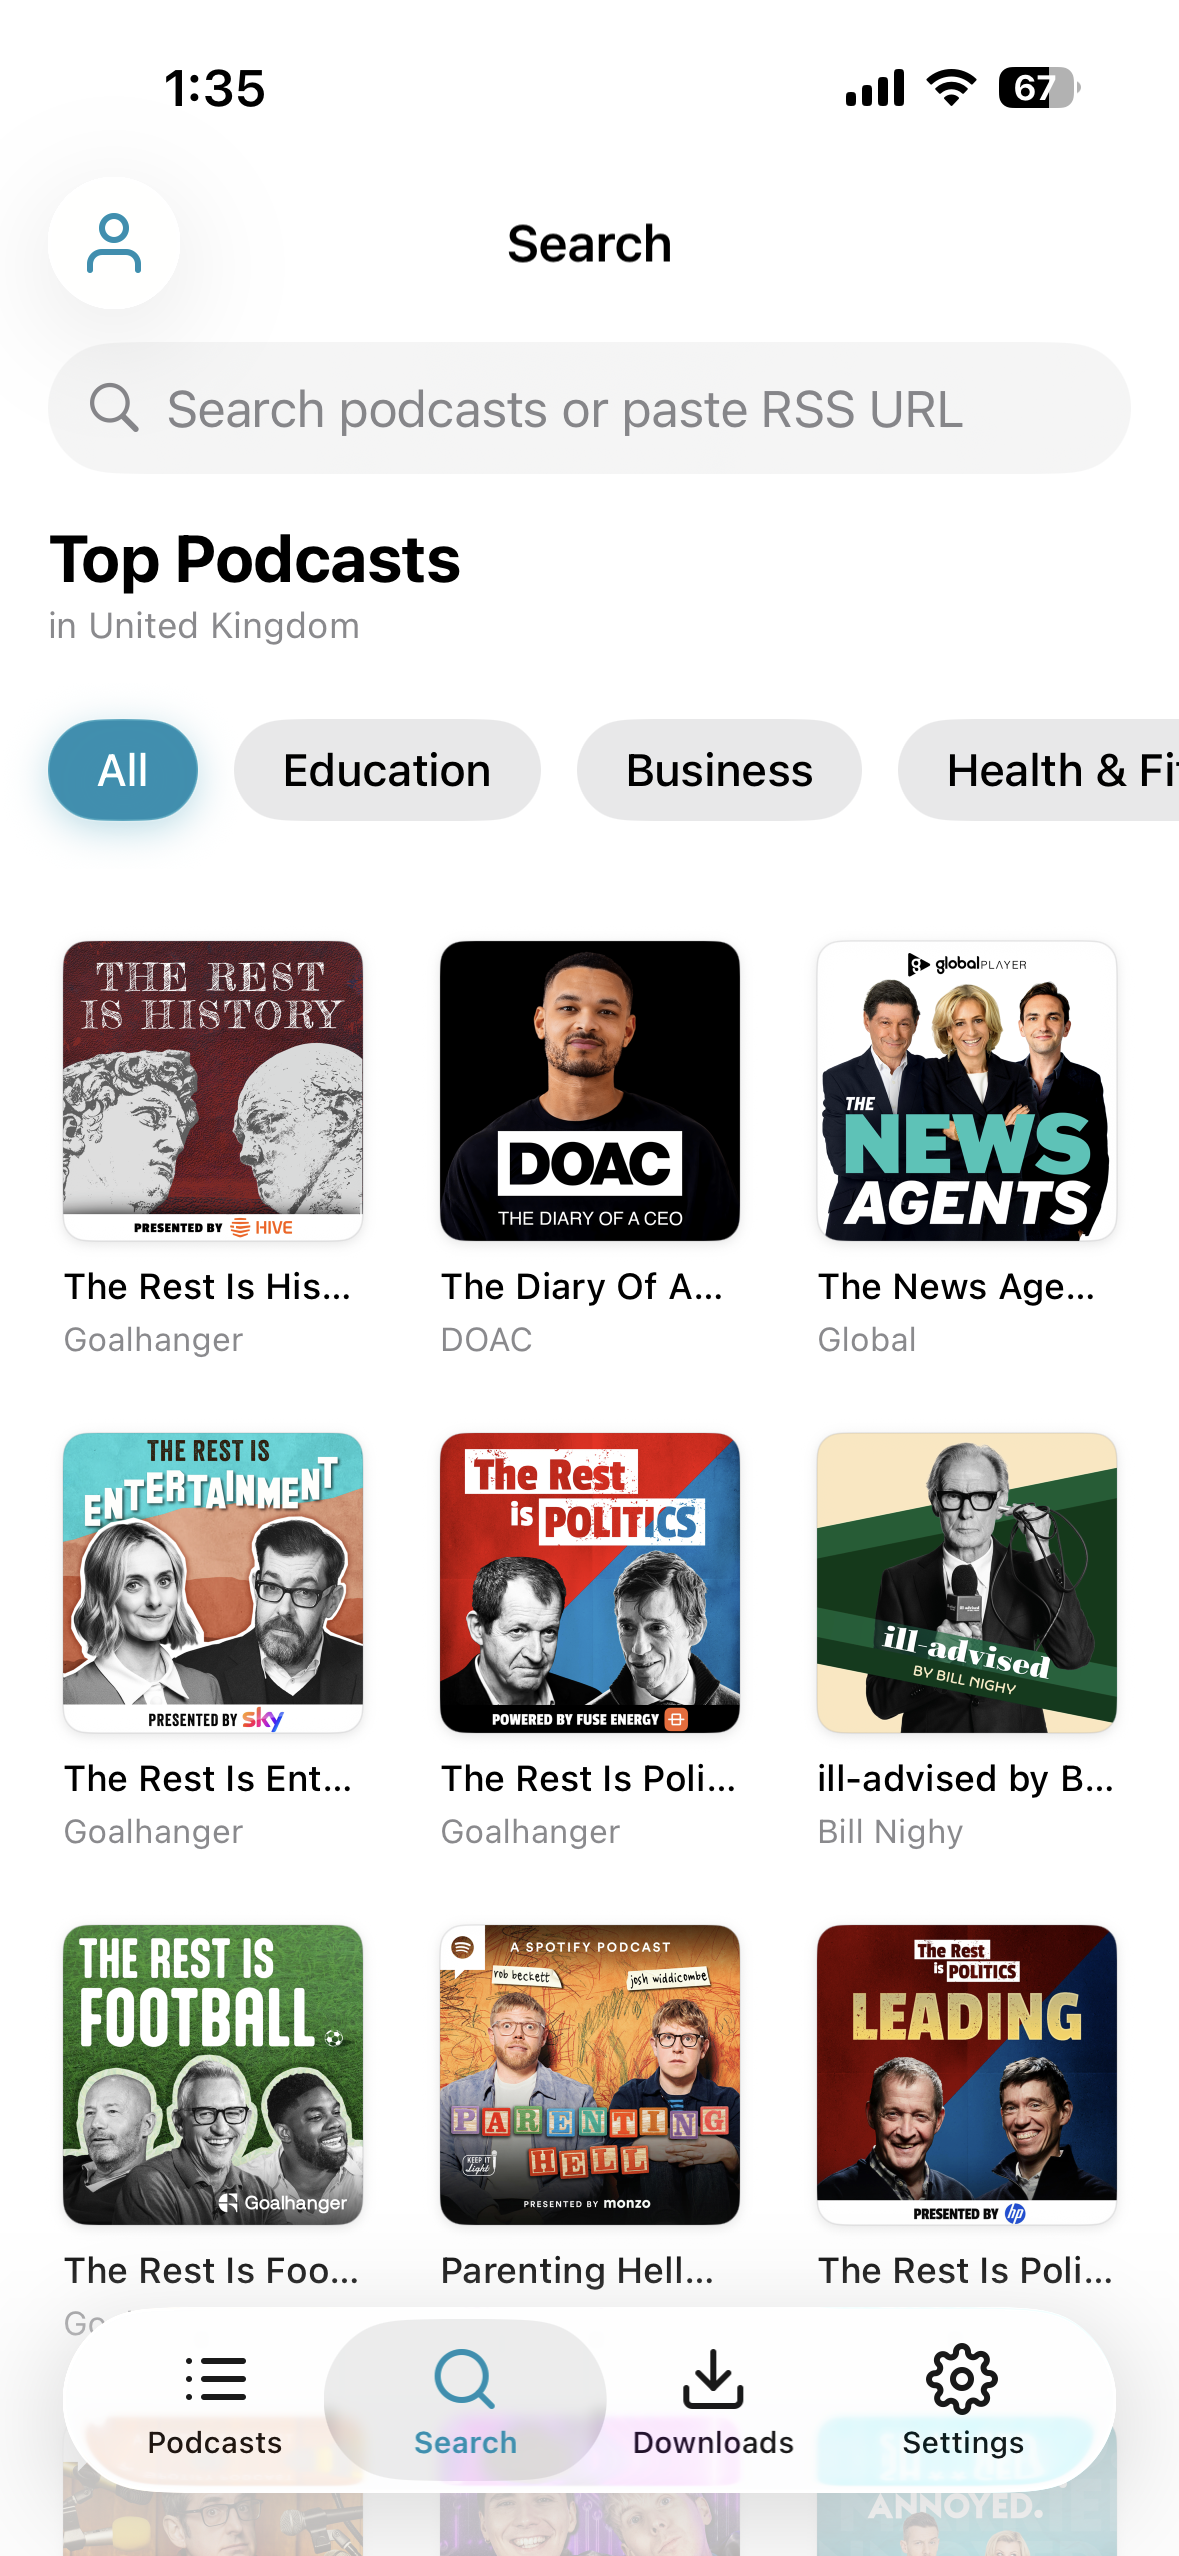 1:35
67
Search
Search podcasts or paste RSS URL
Top Podcasts
in United Kingdom
All
Education
Business
Health & Fi
THE REST
IS HISTORY
PRESENTED BY HIVE
The Rest Is His...
Goalhanger
DOAC
THE DIARY OF A CEO
The Diary Of A...
DOAC
globalPLAYER
THE
NEWS
AGENTS
The News Age...
Global
THE REST IS
ENTERTAINMENT
PRESENTED BY sky
The Rest Is Ent...
Goalhanger
The Rest
is POLITICS
POWERED BY FUSE ENERGY
The Rest Is Poli...
Goalhanger
ill-advised
BY BILL NIGHY
ill-advised by B...
Bill Nighy
THE REST IS
FOOTBALL
Goalhanger
The Rest Is Foo...
Go
A SPOTIFY PODCAST
rob beckett
josh widdicombe
PARENTING
HELL
KEEP IT
Light
PRESENTED BY monzo
Parenting Hell...
The Rest
is POLITICS
LEADING
PRESENTED BY hp
The Rest Is Poli...
Podcasts
Search
Downloads
Settings
ANNOYED.